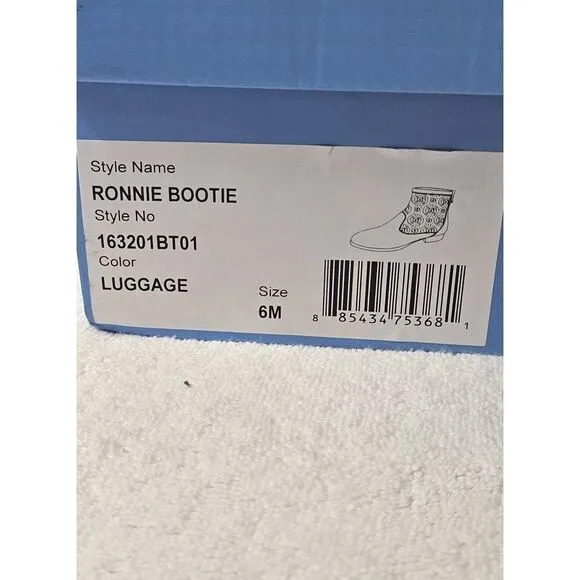 Style Name
RONNIE BOOTIE
Style No
163201BT01
Color
LUGGAGE
Size
6M
8 85434 75368 1